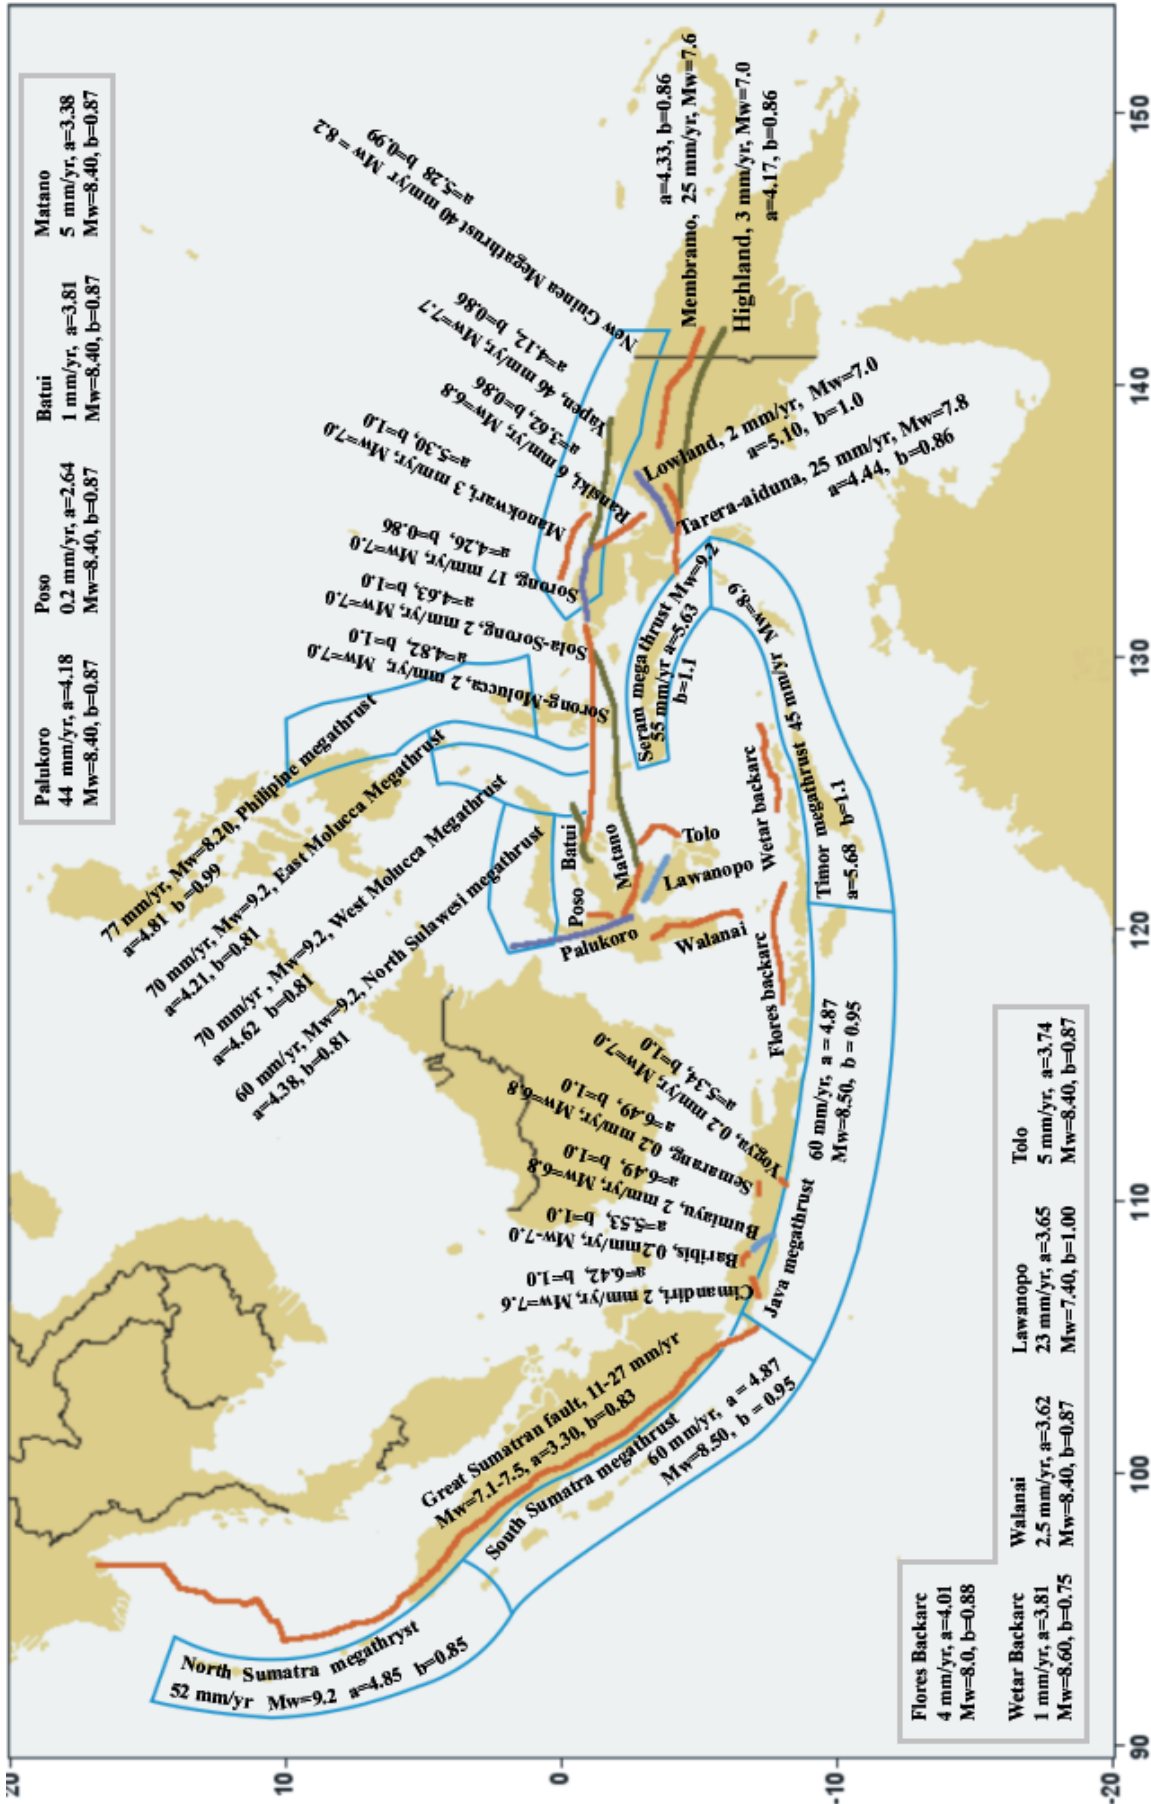 Palukoro
44 mm/yr, a=4.18
Mw=8.40, b=0.87
Poso
0.2 mm/yr, a=2.64
Mw=8.40, b=0.87
Batui
1 mm/yr, a=3.81
Mw=8.40, b=0.87
Matano
5 mm/yr, a=3.38
Mw=8.40, b=0.87
77 mm/yr, Mw=8.20, Philipine megathrust
a=4.81 b=0.99
70 mm/yr, Mw=9.2, East Molucca Megathrust
a=4.21, b=0.81
70 mm/yr , Mw=9.2, West Molucca Megathrust
a=4.62 b=0.81
60 mm/yr, Mw=9.2, North Sulawesi megathrust
a=4.38, b=0.81
Sorong-Molucca, 2 mm/yr, Mw=7.0
a=4.82, b=1.0
Sola-Sorong, 2 mm/yr, Mw=7.0
a=4.63, b=1.0
Sorong, 17 mm/yr, Mw=7.0
a=4.26, b=0.86
Manokwari, 3 mm/yr, Mw=7.0
a=5.30, b=1.0
Ransiki, 6 mm/yr, Mw=6.8
a=3.62, b=0.86
Yapen, 46 mm/yr, Mw=7.7
a=4.12, b=0.86
New Guinea Megathrust 40 mm/yr Mw = 8.2
a=5.28 b=0.99
a=4.33, b=0.86
Membramo, 25 mm/yr, Mw=7.6
Highland, 3 mm/yr, Mw=7.0
a=4.17, b=0.86
Lowland, 2 mm/yr, Mw=7.0
a=5.10, b=1.0
Tarera-aiduna, 25 mm/yr, Mw=7.8
a=4.44, b=0.86
Seram mega thrust Mw=9.2
55 mm/yr a=5.63
b=1.1
Timor megathrust 45 mm/yr Mw=8.9
a=5.68 b=1.1
Batui
Poso
Matano
Tolo
Lawanopo
Palukoro
Walanai
Wetar backarc
Flores backarc
Cimandiri, 2 mm/yr, Mw=7.6
a=6.42, b=1.0
Baribis, 0.2mm/yr, Mw-7.0
a=5.53, b=1.0
Bumiayu, 2 mm/yr, Mw=6.8
a=6.49, b=1.0
Semarang, 0.2 mm/yr, Mw=6.8
a=6.49, b=1.0
Yogya, 0.2 mm/yr, Mw=7.0
a=5.34, b=1.0
Java megathrust
60 mm/yr, a = 4.87
Mw=8.50, b = 0.95
Great Sumatran fault, 11-27 mm/yr
Mw=7.1-7.5, a=3.30, b=0.83
South Sumatra megathrust
60 mm/yr, a = 4.87
Mw=8.50, b = 0.95
North Sumatra megathryst
52 mm/yr Mw=9.2 a=4.85 b=0.85
Flores Backarc
4 mm/yr, a=4.01
Mw=8.0, b=0.88
Wetar Backarc
1 mm/yr, a=3.81
Mw=8.60, b=0.75
Walanai
2.5 mm/yr, a=3.62
Mw=8.40, b=0.87
Lawanopo
23 mm/yr, a=3.65
Mw=7.40, b=1.00
Tolo
5 mm/yr, a=3.74
Mw=8.40, b=0.87
20
10
0
-10
-20
90
100
110
120
130
140
150